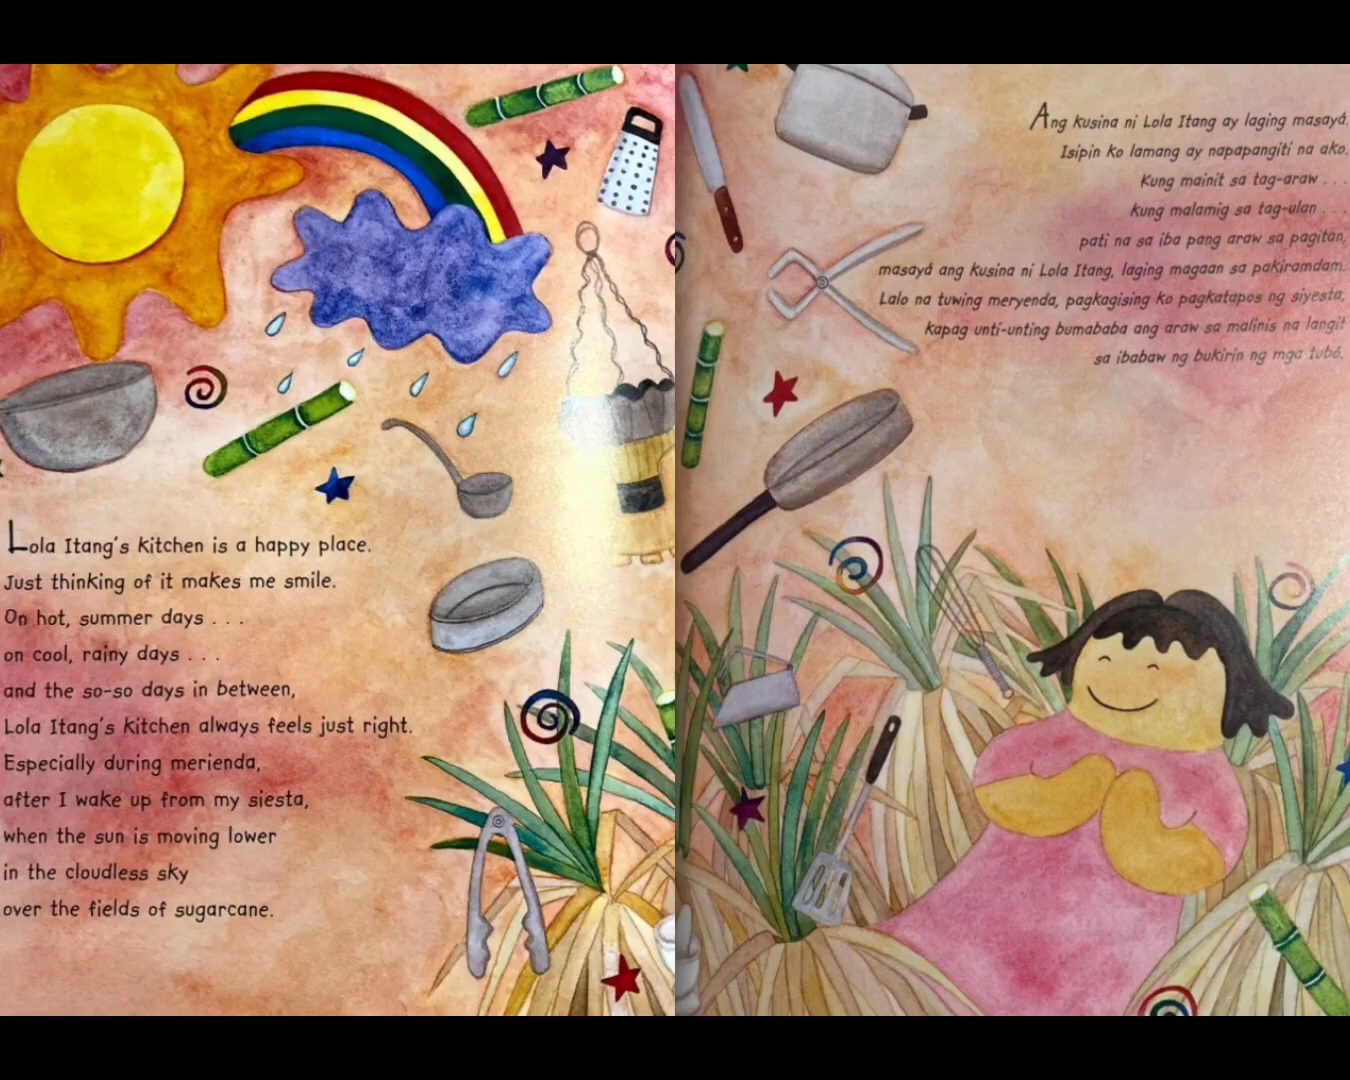 Lola Itang's kitchen is a happy place.
Just thinking of it makes me smile.
On hot, summer days . . .
on cool, rainy days . . .
and the so-so days in between,
Lola Itang's kitchen always feels just right.
Especially during merienda,
after I wake up from my siesta,
when the sun is moving lower
in the cloudless sky
over the fields of sugarcane.
Ang kusina ni Lola Itang ay laging masayá.
Isipin ko lamang ay napapangiti na ako.
Kung mainit sa tag-araw . . .
kung malamig sa tag-ulan . . .
pati na sa iba pang araw sa pagitan,
masayá ang kusina ni Lola Itang, laging magaan sa pakiramdam.
Lalo na tuwing meryenda, pagkagising ko pagkatapos ng siyesta,
kapag unti-unting bumababa ang araw sa malinis na langit
sa ibabaw ng bukirin ng mga tubó.